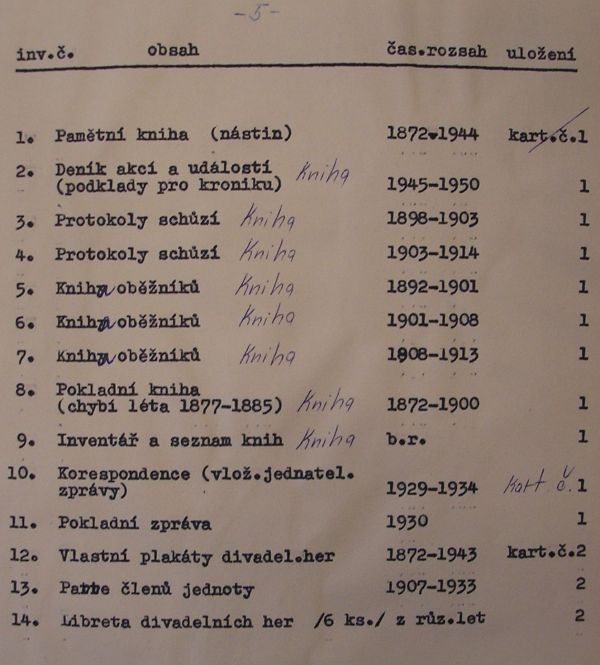 -5-
inv.č. obsah čas.rozsah uložení
1. Pamětní kniha (nástin) 1872-1944 kart.č.1
2. Deník akcí a událostí Kniha
(podklady pro kroniku) 1945-1950 1
3. Protokoly schůzí Kniha 1898-1903 1
4. Protokoly schůzí Kniha 1903-1914 1
5. Kniha oběžníků Kniha 1892-1901 1
6. Kniha oběžníků Kniha 1901-1908 1
7. Kniha oběžníků Kniha 1908-1913 1
8. Pokladní kniha
(chybí léta 1877-1885) Kniha 1872-1900 1
9. Inventář a seznam knih Kniha b.r. 1
10. Korespondence (vlož.jednatel.
zprávy) 1929-1934 kart. č. 1
11. Pokladní zpráva 1930 1
12. Vlastní plakáty divadel.her 1872-1943 kart.č.2
13. členů jednoty 1907-1933 2
14. Libreta divadelních her /6 ks./ z růz.let 2